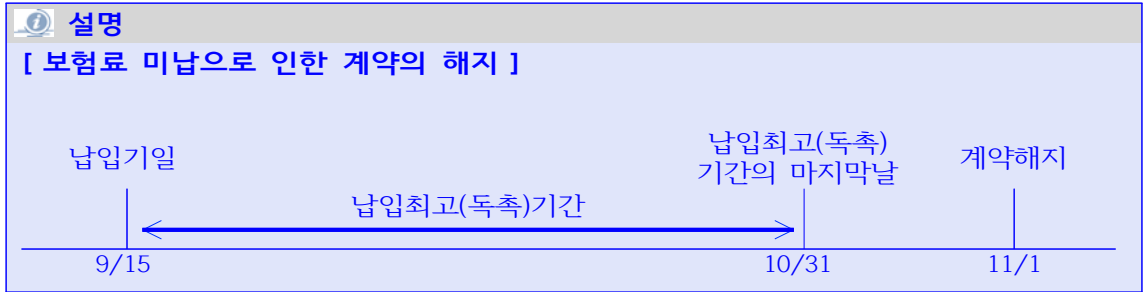 설명
[ 보험료 미납으로 인한 계약의 해지 ]
납입기일
납입최고(독촉)
기간의 마지막날
계약해지
납입최고(독촉)기간
9/15
10/31
11/1